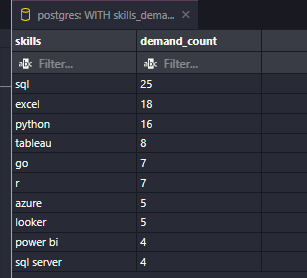 postgres: WITH skills_dema...
skills demand_count
Filter... Filter...
sql 25
excel 18
python 16
tableau 8
go 7
r 7
azure 5
looker 5
power bi 4
sql server 4